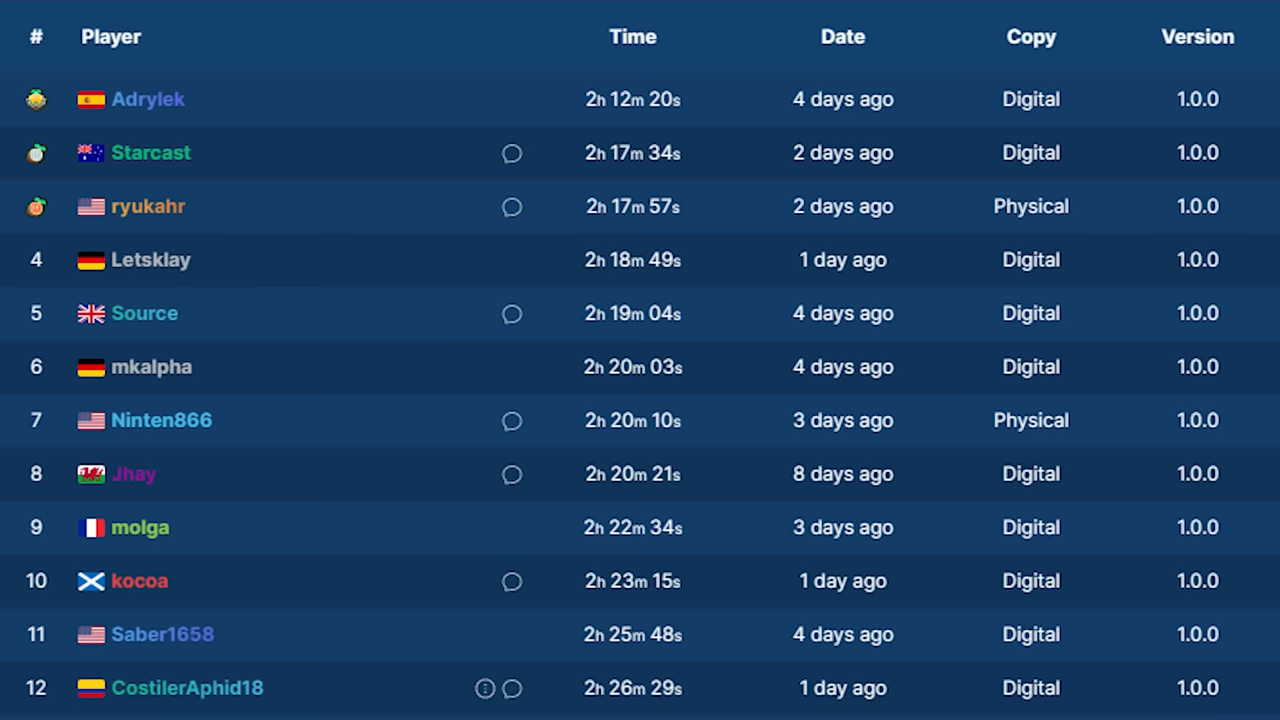 # Player Time Date Copy Version
Adrylek 2h 12m 20s 4 days ago Digital 1.0.0
Starcast 2h 17m 34s 2 days ago Digital 1.0.0
ryukahr 2h 17m 57s 2 days ago Physical 1.0.0
4 Letsklay 2h 18m 49s 1 day ago Digital 1.0.0
5 Source 2h 19m 04s 4 days ago Digital 1.0.0
6 mkalpha 2h 20m 03s 4 days ago Digital 1.0.0
7 Ninten866 2h 20m 10s 3 days ago Physical 1.0.0
8 Jhay 2h 20m 21s 8 days ago Digital 1.0.0
9 molga 2h 22m 34s 3 days ago Digital 1.0.0
10 kocoa 2h 23m 15s 1 day ago Digital 1.0.0
11 Saber1658 2h 25m 48s 4 days ago Digital 1.0.0
12 CostilerAphid18 2h 26m 29s 1 day ago Digital 1.0.0